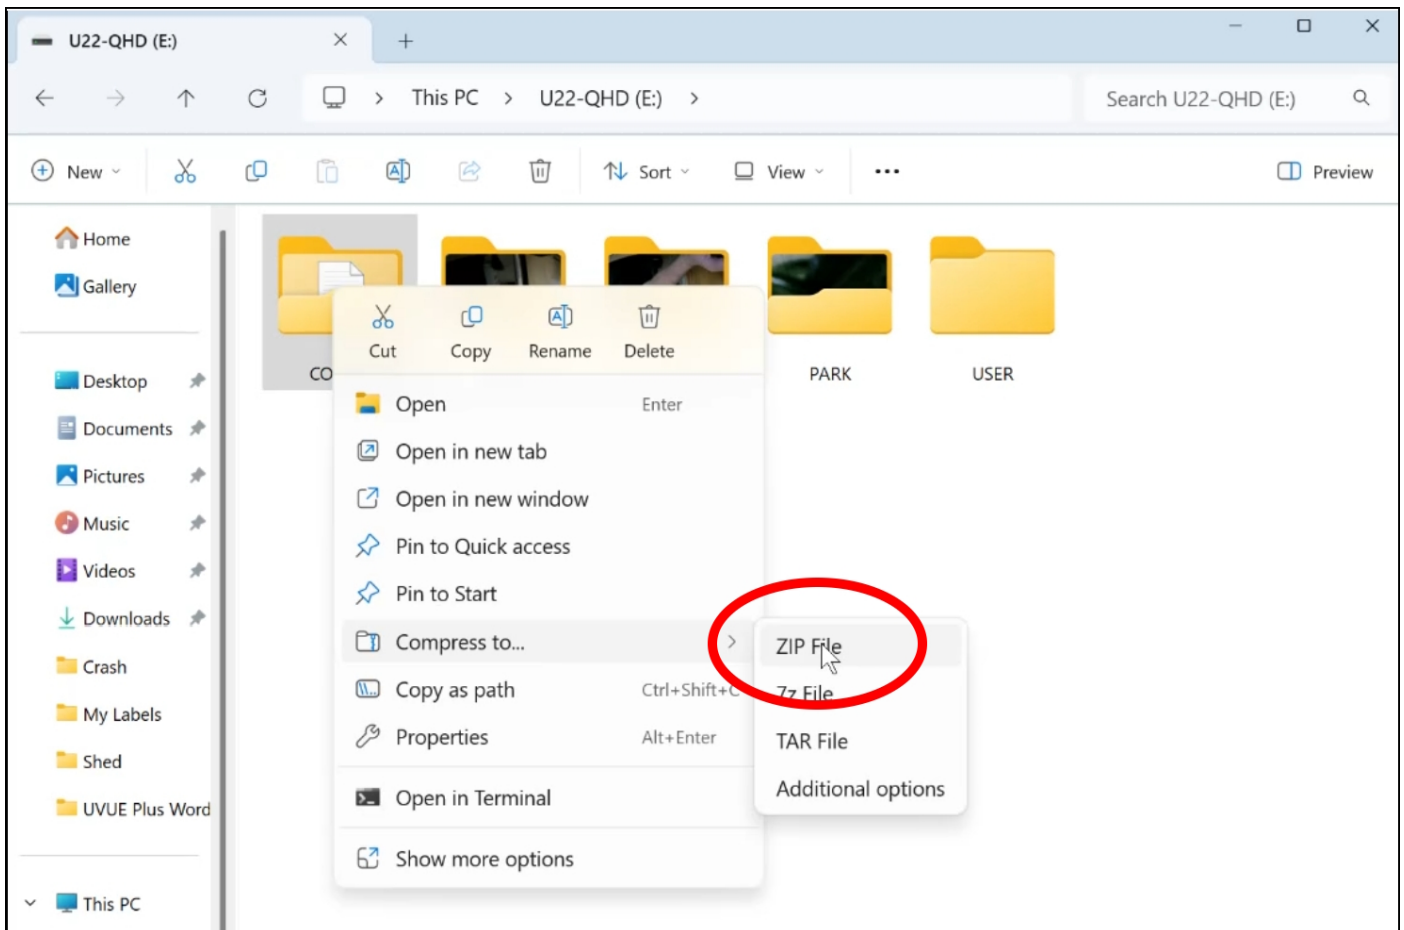 U22-QHD (E:)
This PC
U22-QHD (E:)
Search U22-QHD (E:)
New
Sort
View
Preview
Home
Gallery
Desktop
Documents
Pictures
Music
Videos
Downloads
Crash
My Labels
Shed
UVUE Plus Word
This PC
CO
PARK
USER
Cut
Copy
Rename
Delete
Open Enter
Open in new tab
Open in new window
Pin to Quick access
Pin to Start
Compress to...
Copy as path Ctrl+Shift+C
Properties Alt+Enter
Open in Terminal
Show more options
ZIP File
7z File
TAR File
Additional options